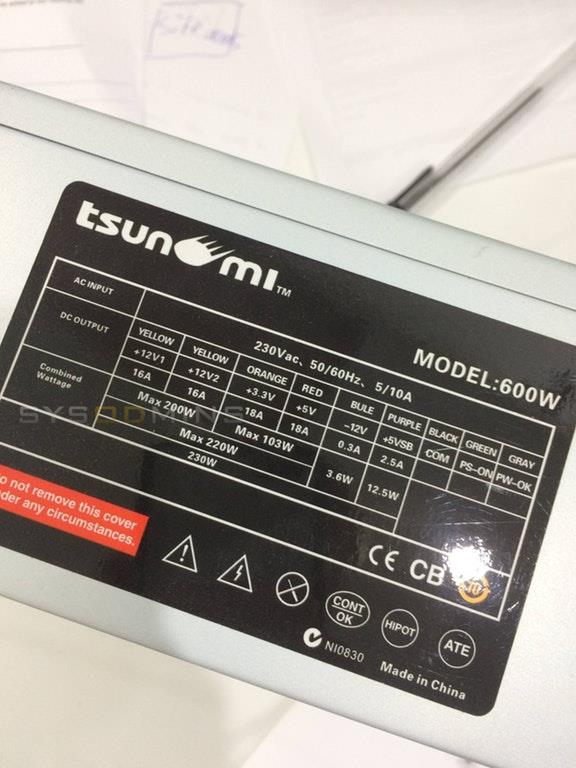 tsunami™
MODEL:600W
AC INPUT 230Vac, 50/60Hz, 5/10A
DC OUTPUT YELLOW YELLOW ORANGE RED BULE PURPLE BLACK GREEN GRAY
+12V1 +12V2 +3.3V +5V –12V +5VSB COM PS-ON PW-OK
16A 16A 18A 18A 0.3A 2.5A
Combined Wattage Max 200W Max 103W 3.6W 12.5W
Max 220W
230W
o not remove this cover
der any circumstances.
CE CB
CONT OK HIPOT ATE
NI0830
Made in China